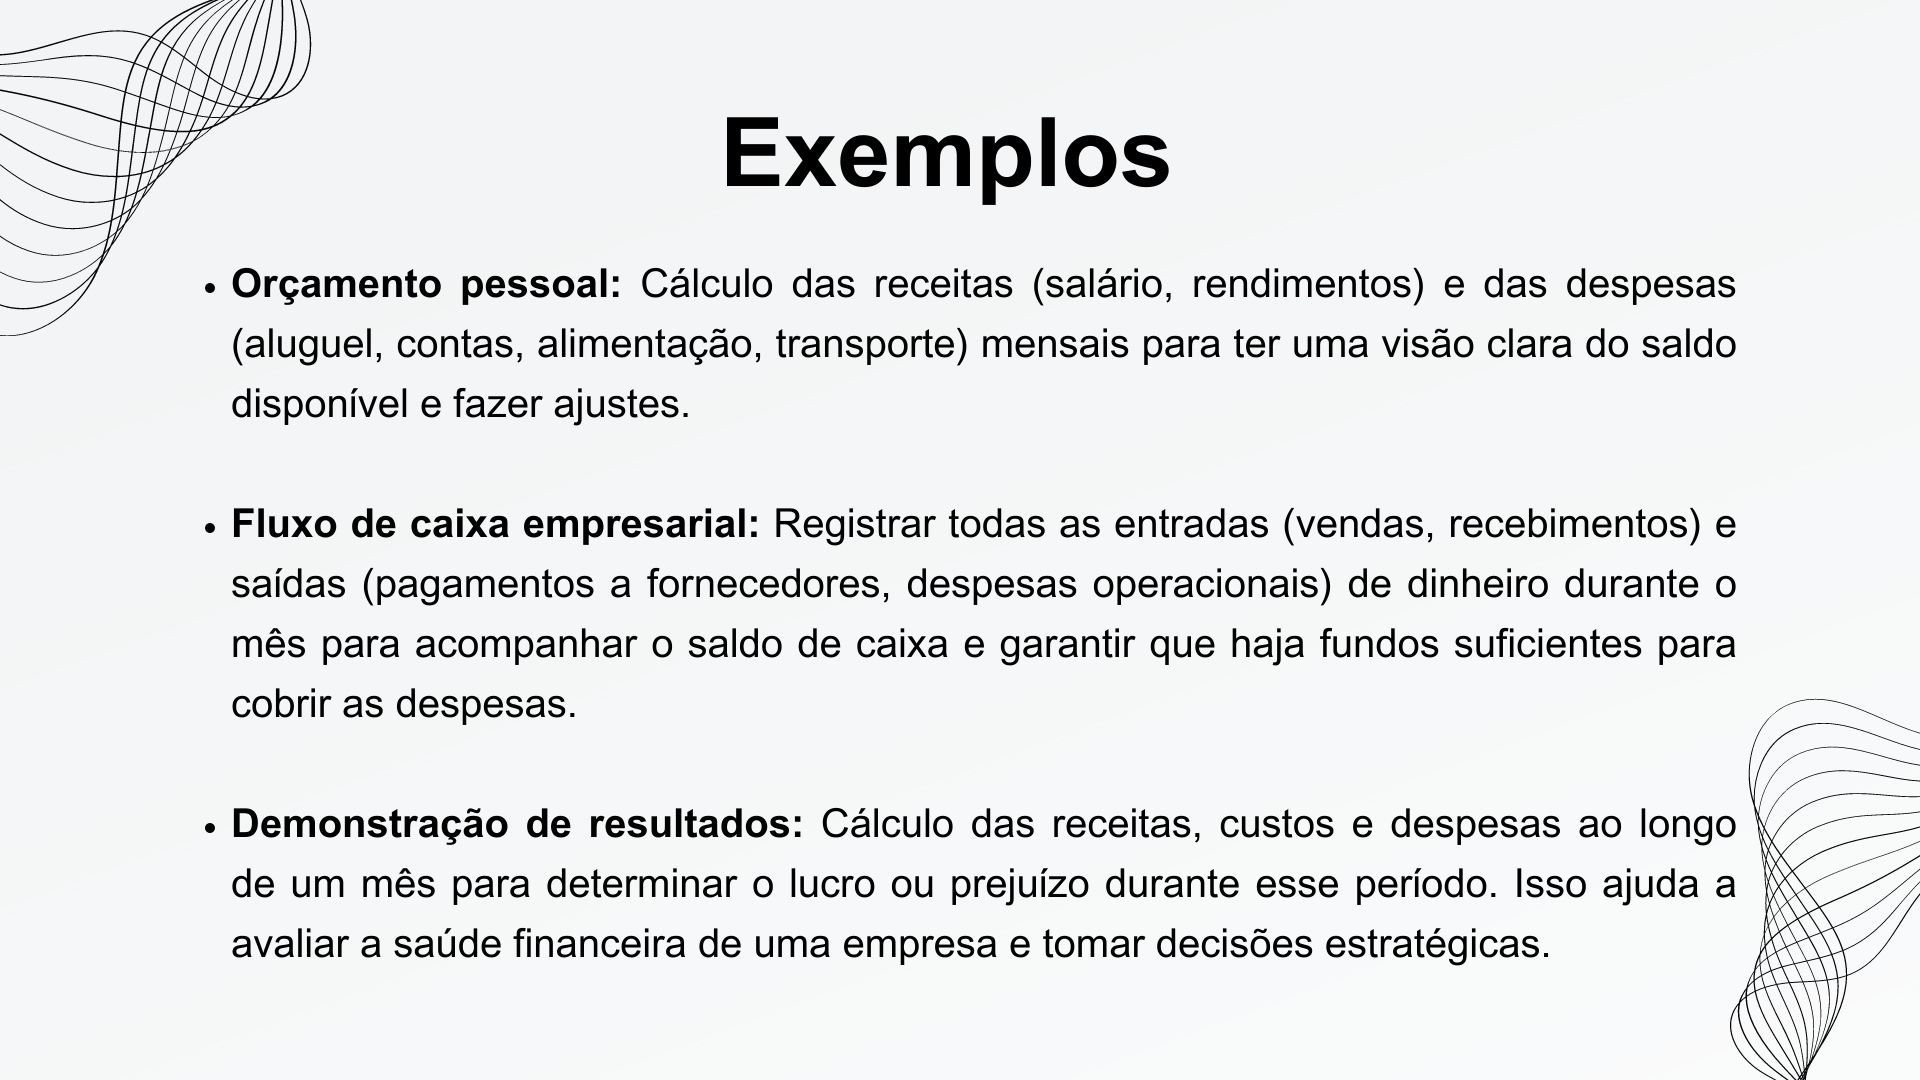 Exemplos
• Orçamento pessoal: Cálculo das receitas (salário, rendimentos) e das despesas
(aluguel, contas, alimentação, transporte) mensais para ter uma visão clara do saldo
disponível e fazer ajustes.
• Fluxo de caixa empresarial: Registrar todas as entradas (vendas, recebimentos) e
saídas (pagamentos a fornecedores, despesas operacionais) de dinheiro durante o
mês para acompanhar o saldo de caixa e garantir que haja fundos suficientes para
cobrir as despesas.
• Demonstração de resultados: Cálculo das receitas, custos e despesas ao longo
de um mês para determinar o lucro ou prejuízo durante esse período. Isso ajuda a
avaliar a saúde financeira de uma empresa e tomar decisões estratégicas.